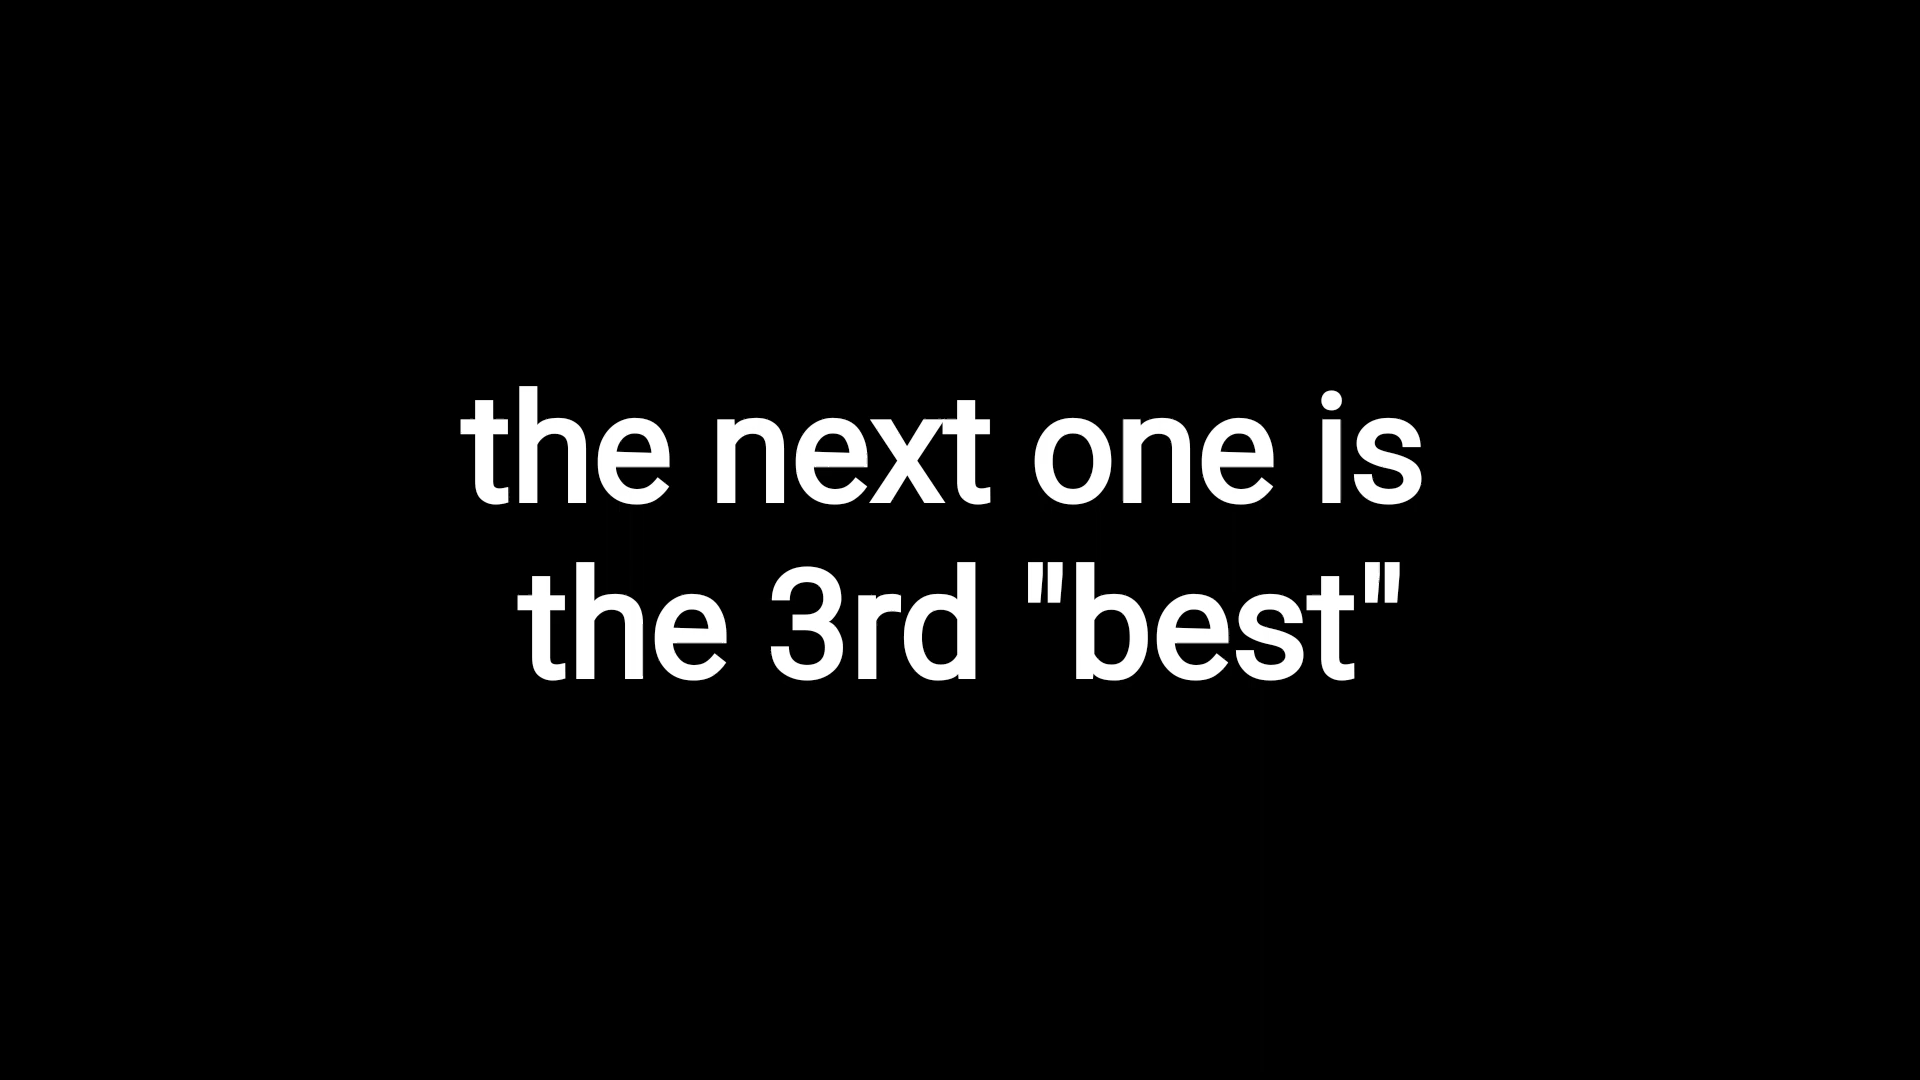 the next one is
the 3rd "best"